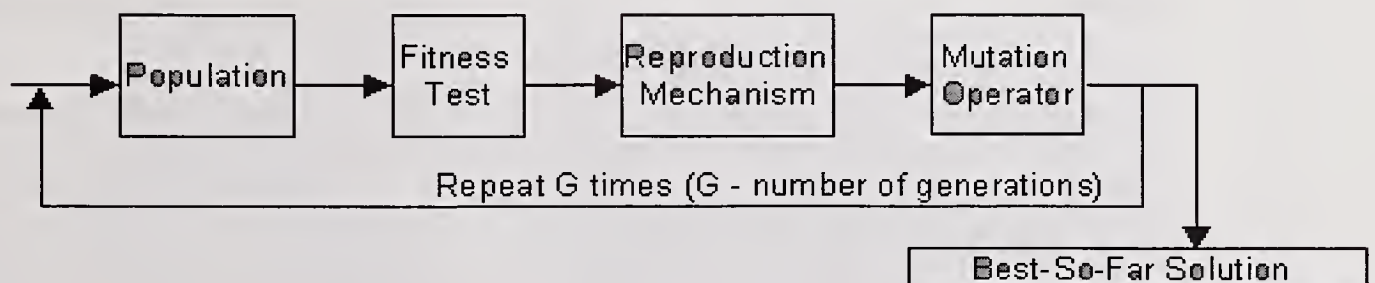 Population
Fitness
Test
Reproduction
Mechanism
Mutation
Operator
Repeat G times (G - number of generations)
Best-So-Far Solution